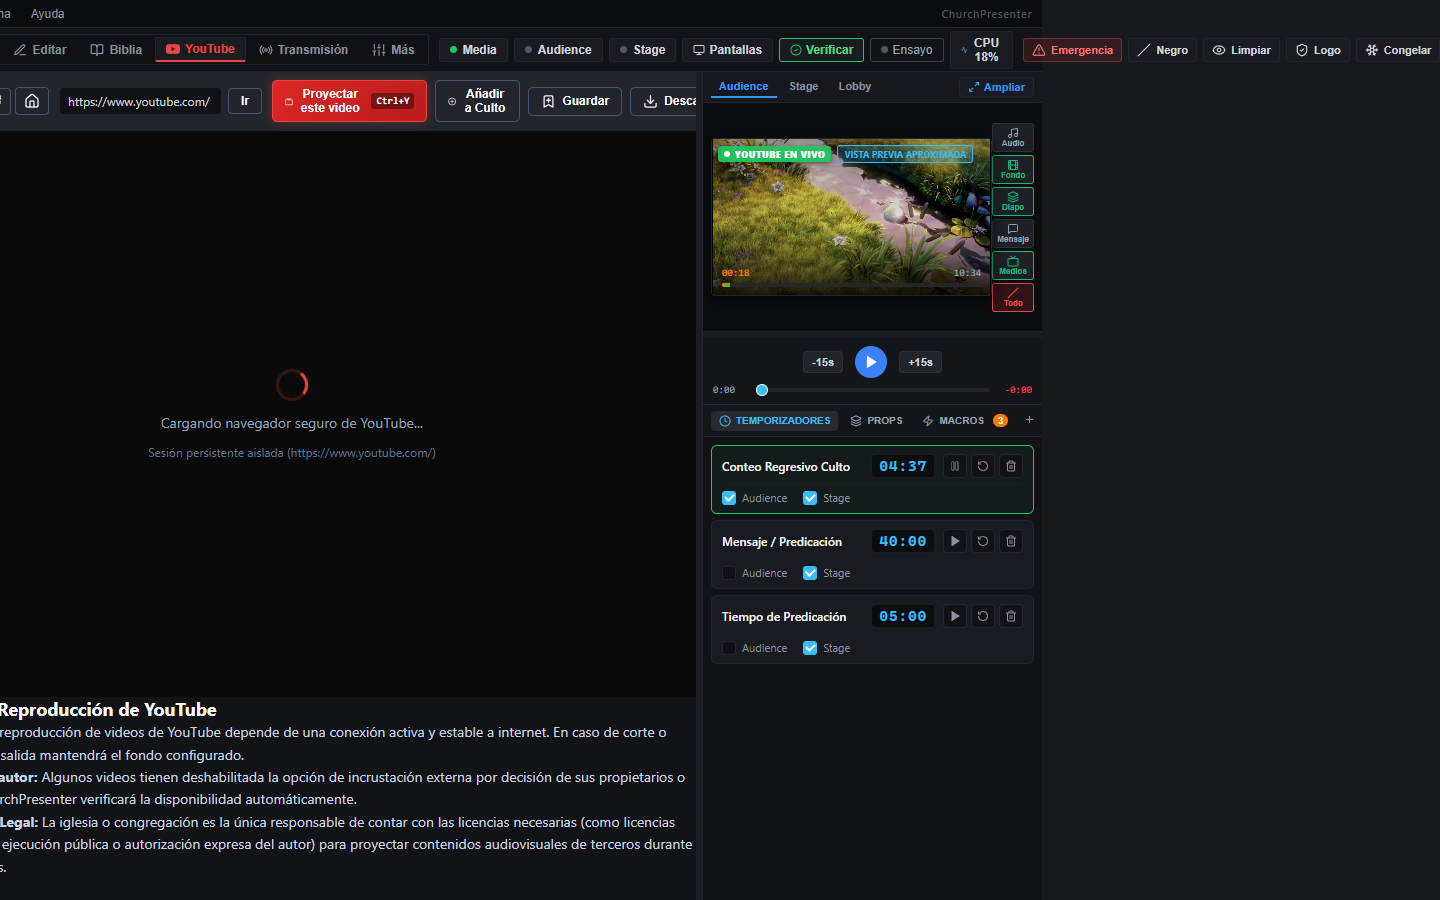 Ayuda
ChurchPresenter
Editar
Biblia
YouTube
Transmisión
Más
Media
Audience
Stage
Pantallas
Verificar
Ensayo
CPU
18%
Emergencia
Negro
Limpiar
Logo
Congelar
https://www.youtube.com/
Ir
Proyectar
este video
Ctrl+Y
Añadir
a Culto
Guardar
Audience
Stage
Lobby
Ampliar
YOUTUBE EN VIVO
VISTA PREVIA APROXIMADA
00:18
10:34
Audio
Fondo
Diapo
Mensaje
Medios
Todo
-15s
+15s
0:00
-0:00
Cargando navegador seguro de YouTube...
Sesión persistente aislada (https://www.youtube.com/)
TEMPORIZADORES
PROPS
MACROS
3
+
Conteo Regresivo Culto
04:37
Audience
Stage
Mensaje / Predicación
40:00
Audience
Stage
Tiempo de Predicación
05:00
Audience
Stage
Reproducción de YouTube
reproducción de videos de YouTube depende de una conexión activa y estable a internet. En caso de corte o
salida mantendrá el fondo configurado.
autor: Algunos videos tienen deshabilitada la opción de incrustación externa por decisión de sus propietarios o
rchPresenter verificará la disponibilidad automáticamente.
Legal: La iglesia o congregación es la única responsable de contar con las licencias necesarias (como licencias
ejecución pública o autorización expresa del autor) para proyectar contenidos audiovisuales de terceros durante
s.